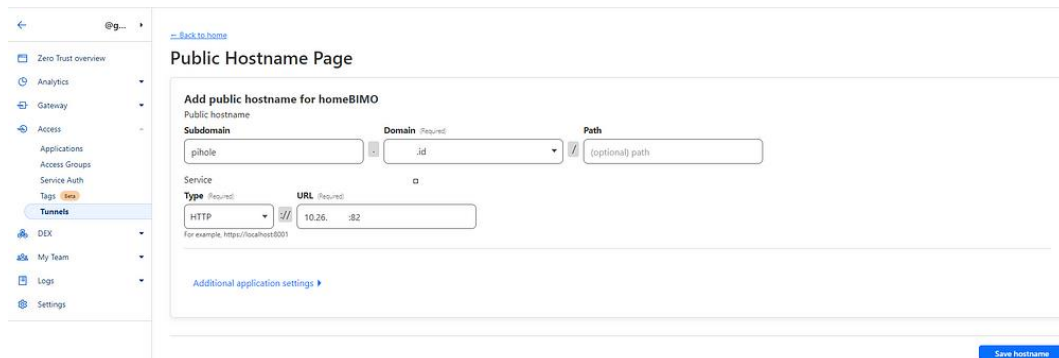 @g...
Zero Trust overview
Analytics
Gateway
Access
Applications
Access Groups
Service Auth
Tags Beta
Tunnels
DEX
My Team
Logs
Settings
← Back to home
Public Hostname Page
Add public hostname for homeBIMO
Public hostname
Subdomain Domain (Required) Path
pihole . .id / (optional) path
Service
Type (Required) URL (Required)
HTTP :// 10.26. :82
For example, https://localhost:8001
Additional application settings
Save hostname